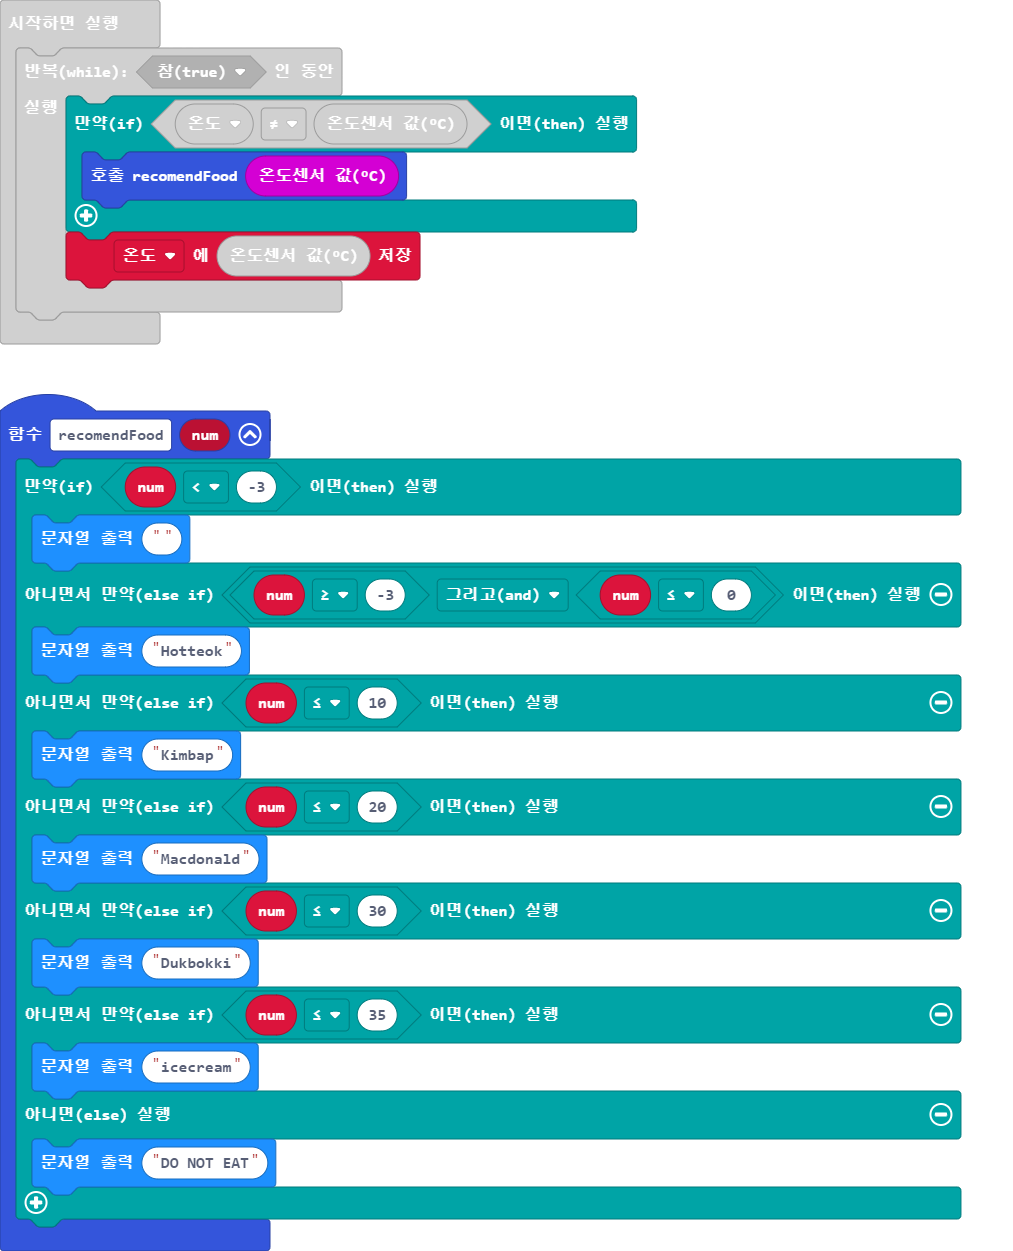 시작하면 실행
반복(while): 참(true) 인 동안
실행
만약(if) 온도 ≠ 온도센서 값(ºC) 이면(then) 실행
호출 recomendFood 온도센서 값(ºC)
온도 에 온도센서 값(ºC) 저장
함수 recomendFood num
만약(if) num < -3 이면(then) 실행
문자열 출력 " "
아니면서 만약(else if) num ≥ -3 그리고(and) num ≤ 0 이면(then) 실행
문자열 출력 "Hotteok"
아니면서 만약(else if) num ≤ 10 이면(then) 실행
문자열 출력 "Kimbap"
아니면서 만약(else if) num ≤ 20 이면(then) 실행
문자열 출력 "Macdonald"
아니면서 만약(else if) num ≤ 30 이면(then) 실행
문자열 출력 "Dukbokki"
아니면서 만약(else if) num ≤ 35 이면(then) 실행
문자열 출력 "icecream"
아니면(else) 실행
문자열 출력 "DO NOT EAT"